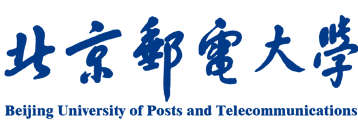 北京郵電大學
Beijing University of Posts and Telecommunications